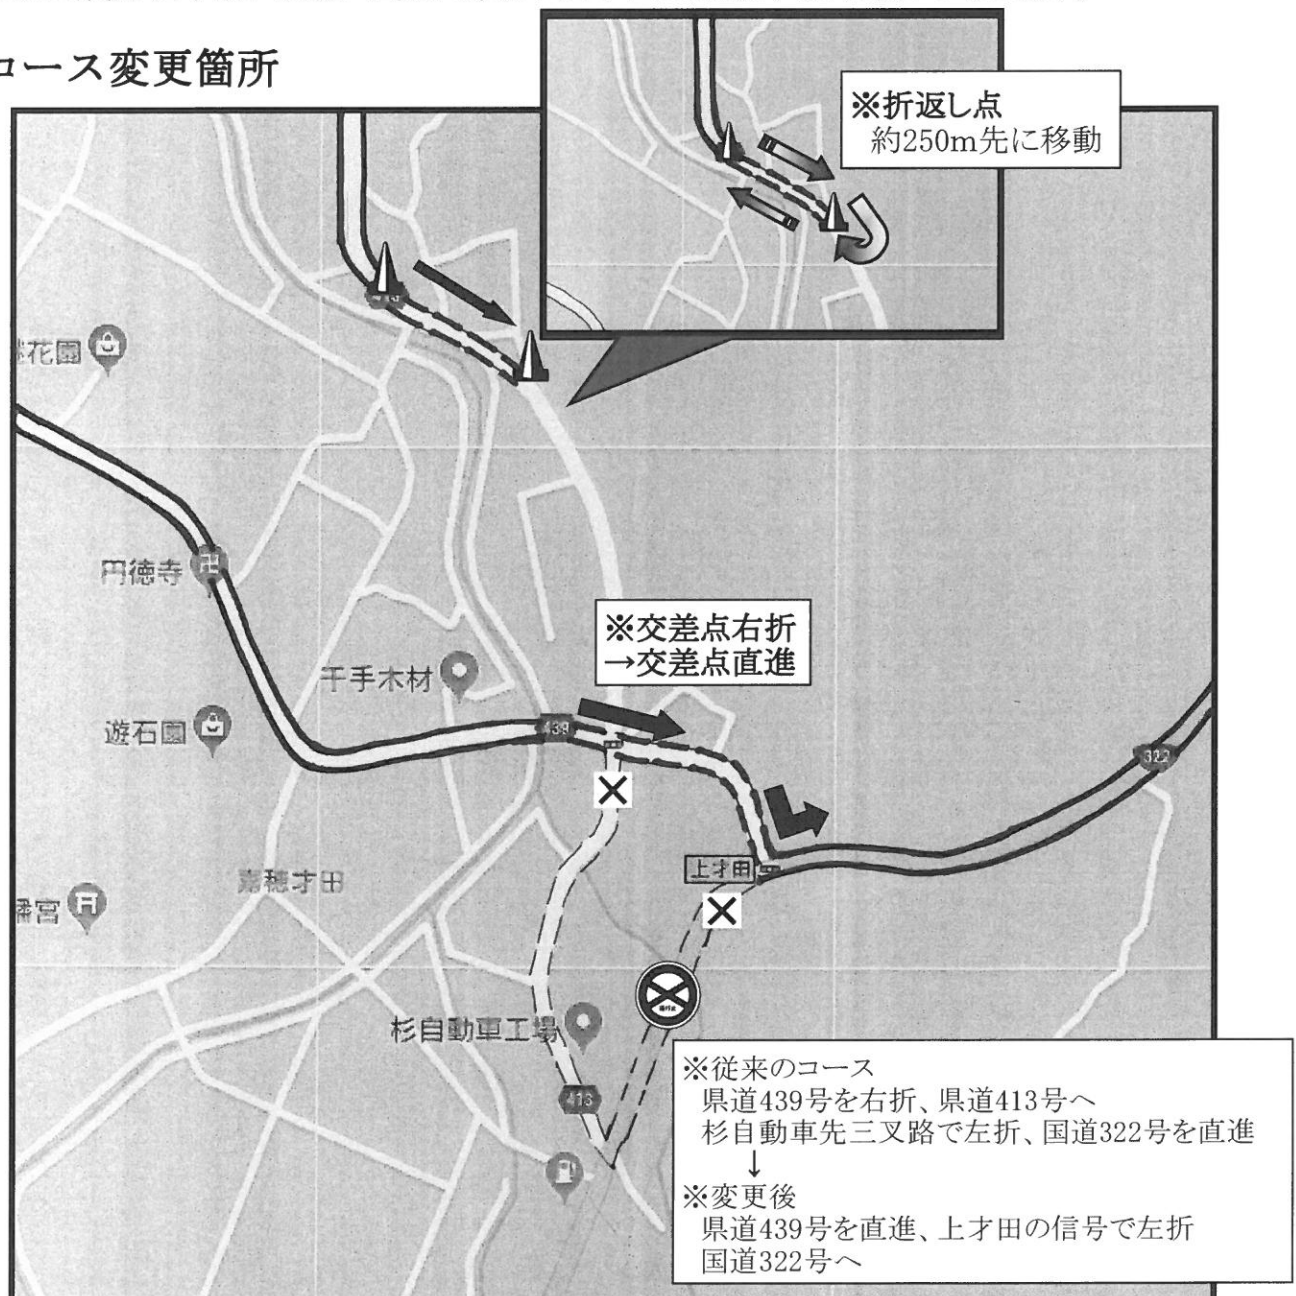 コース変更箇所
※折返し点
約250m先に移動
花園
円徳寺
千手木材
遊石園
※交差点右折
→交差点直進
439
322
上才田
嘉穂才田
宮
杉自動車工場
413
※従来のコース
県道439号を右折、県道413号へ
杉自動車先三叉路で左折、国道322号を直進
↓
※変更後
県道439号を直進、上才田の信号で左折
国道322号へ